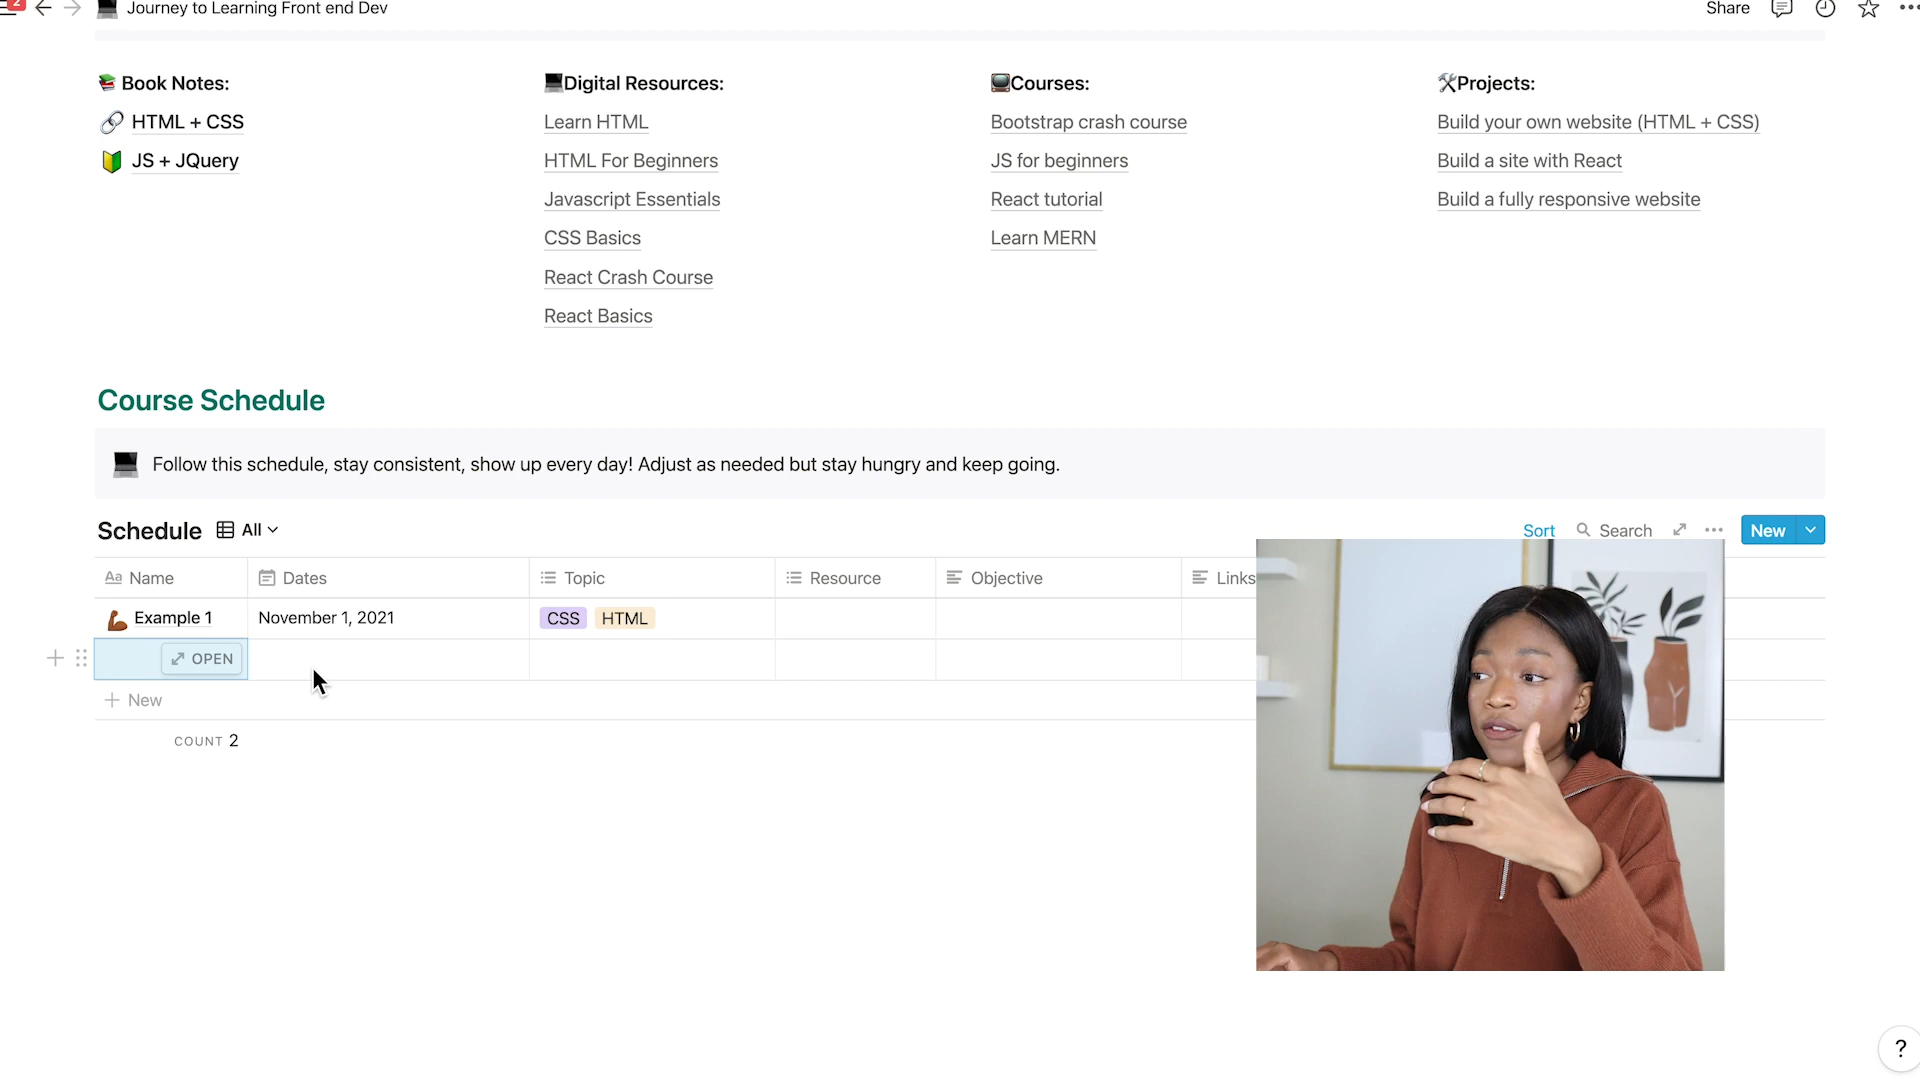 2
Journey to Learning Front end Dev
Share
Book Notes:
HTML + CSS
JS + JQuery
Digital Resources:
Learn HTML
HTML For Beginners
Javascript Essentials
CSS Basics
React Crash Course
React Basics
Courses:
Bootstrap crash course
JS for beginners
React tutorial
Learn MERN
Projects:
Build your own website (HTML + CSS)
Build a site with React
Build a fully responsive website
Course Schedule
Follow this schedule, stay consistent, show up every day! Adjust as needed but stay hungry and keep going.
Schedule All
Sort Search New
Aa Name Dates Topic Resource Objective Links
Example 1 November 1, 2021 CSS HTML
OPEN
New
COUNT 2
?